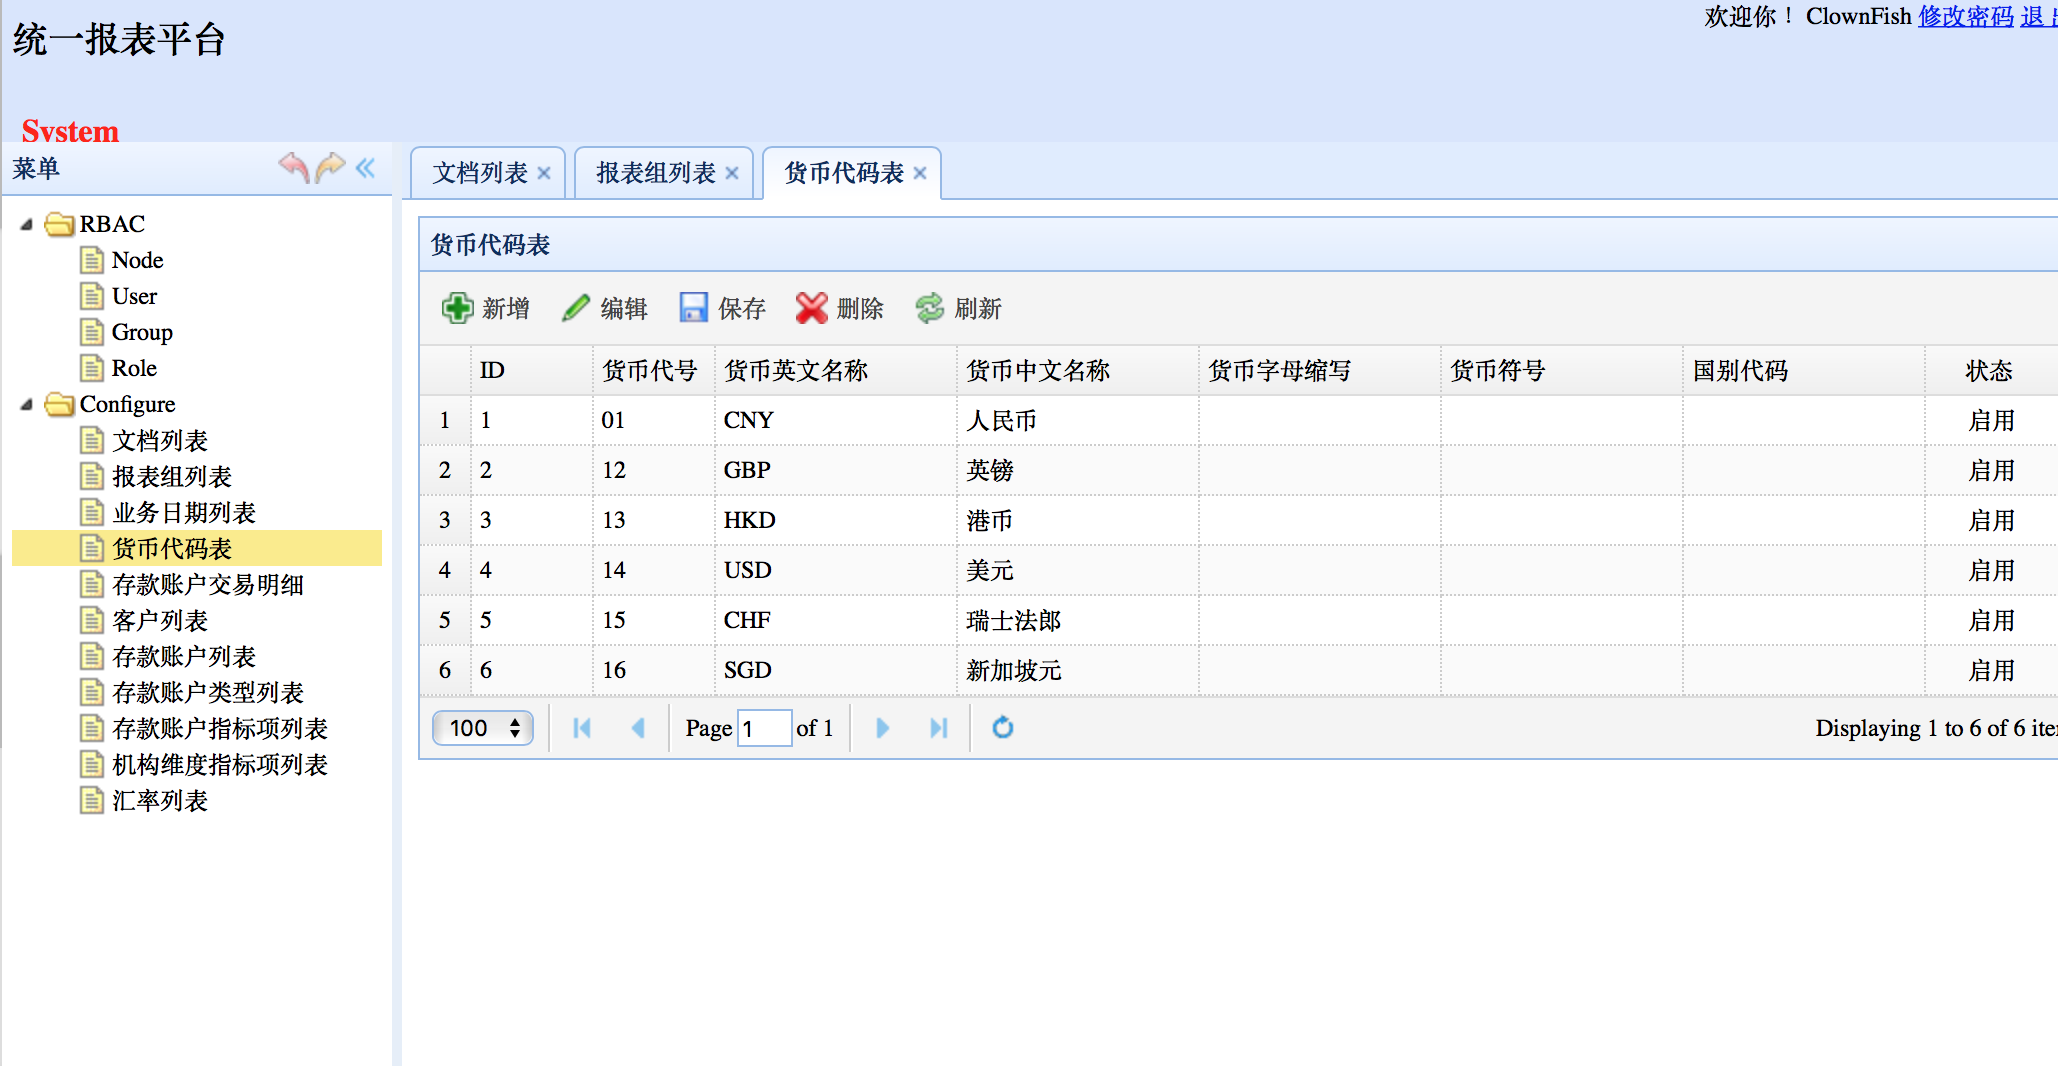 统一报表平台
欢迎你！ ClownFish 修改密码 退
System
菜单
RBAC
Node
User
Group
Role
Configure
文档列表
报表组列表
业务日期列表
货币代码表
存款账户交易明细
客户列表
存款账户列表
存款账户类型列表
存款账户指标项列表
机构维度指标项列表
汇率列表
文档列表 报表组列表 货币代码表
货币代码表
新增 编辑 保存 删除 刷新
ID 货币代号 货币英文名称 货币中文名称 货币字母缩写 货币符号 国别代码 状态
1 1 01 CNY 人民币 启用
2 2 12 GBP 英镑 启用
3 3 13 HKD 港币 启用
4 4 14 USD 美元 启用
5 5 15 CHF 瑞士法郎 启用
6 6 16 SGD 新加坡元 启用
100 Page 1 of 1 Displaying 1 to 6 of 6